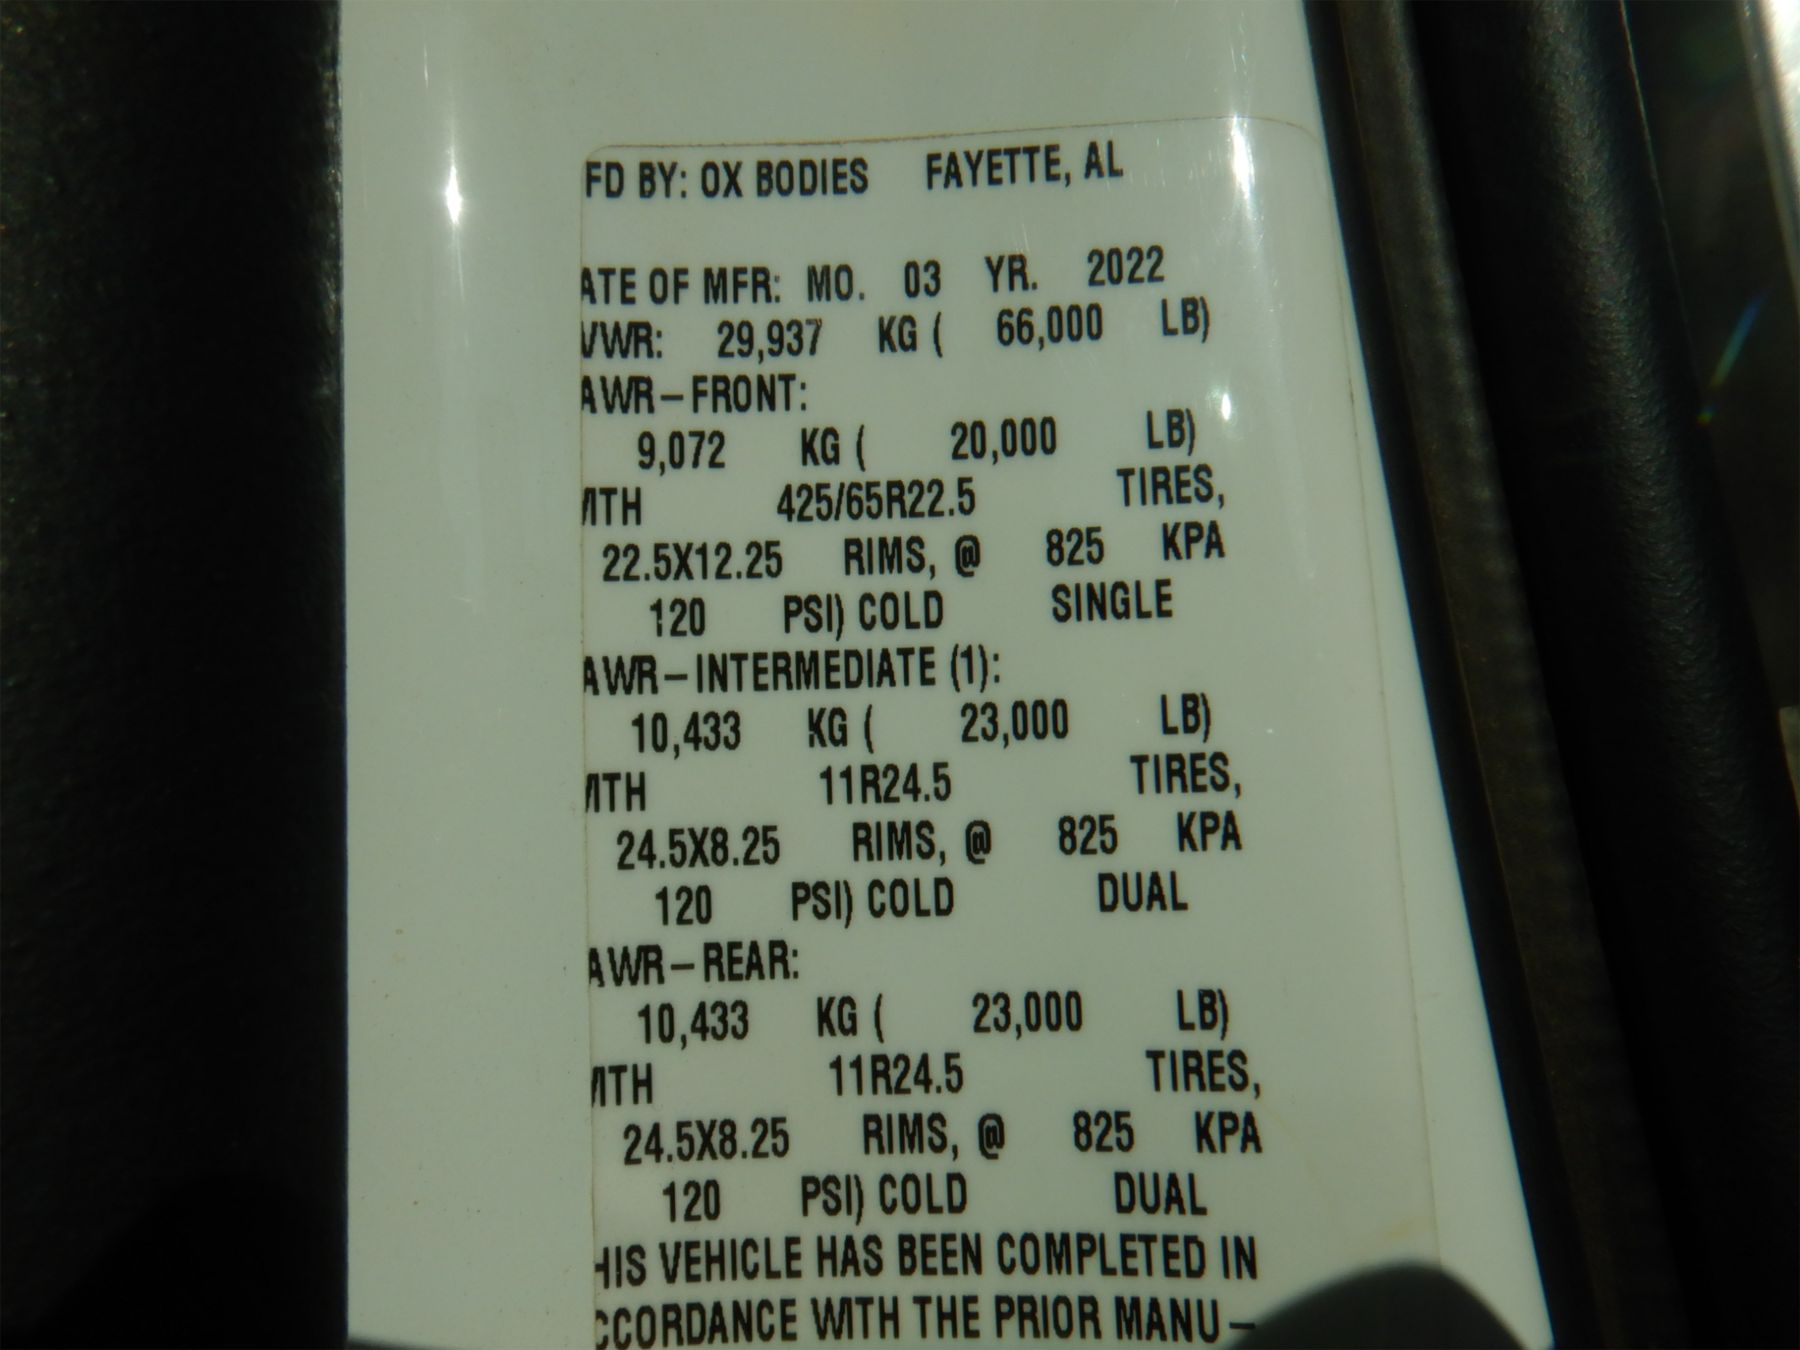 FD BY: OX BODIES FAYETTE, AL
ATE OF MFR: MO. 03 YR. 2022
VWR: 29,937 KG ( 66,000 LB)
AWR-FRONT:
9,072 KG ( 20,000 LB)
ITH 425/65R22.5 TIRES,
22.5X12.25 RIMS, @ 825 KPA
120 PSI) COLD SINGLE
AWR-INTERMEDIATE (1):
10,433 KG ( 23,000 LB)
ITH 11R24.5 TIRES,
24.5X8.25 RIMS, @ 825 KPA
120 PSI) COLD DUAL
AWR-REAR:
10,433 KG ( 23,000 LB)
ITH 11R24.5 TIRES,
24.5X8.25 RIMS, @ 825 KPA
120 PSI) COLD DUAL
HIS VEHICLE HAS BEEN COMPLETED IN
CCORDANCE WITH THE PRIOR MANU-